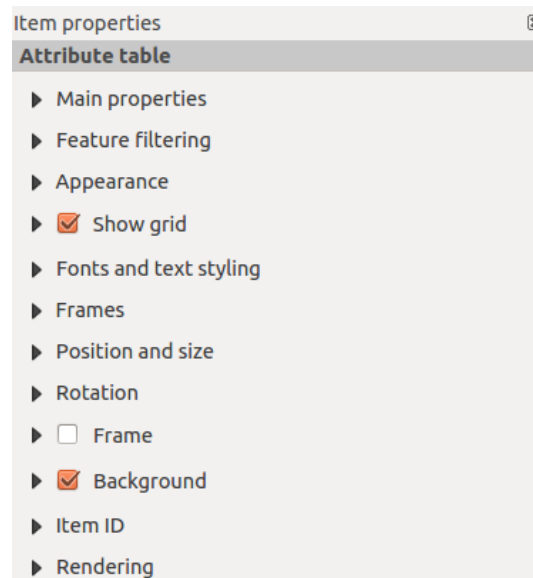 Item properties
Attribute table
Main properties
Feature filtering
Appearance
Show grid
Fonts and text styling
Frames
Position and size
Rotation
Frame
Background
Item ID
Rendering